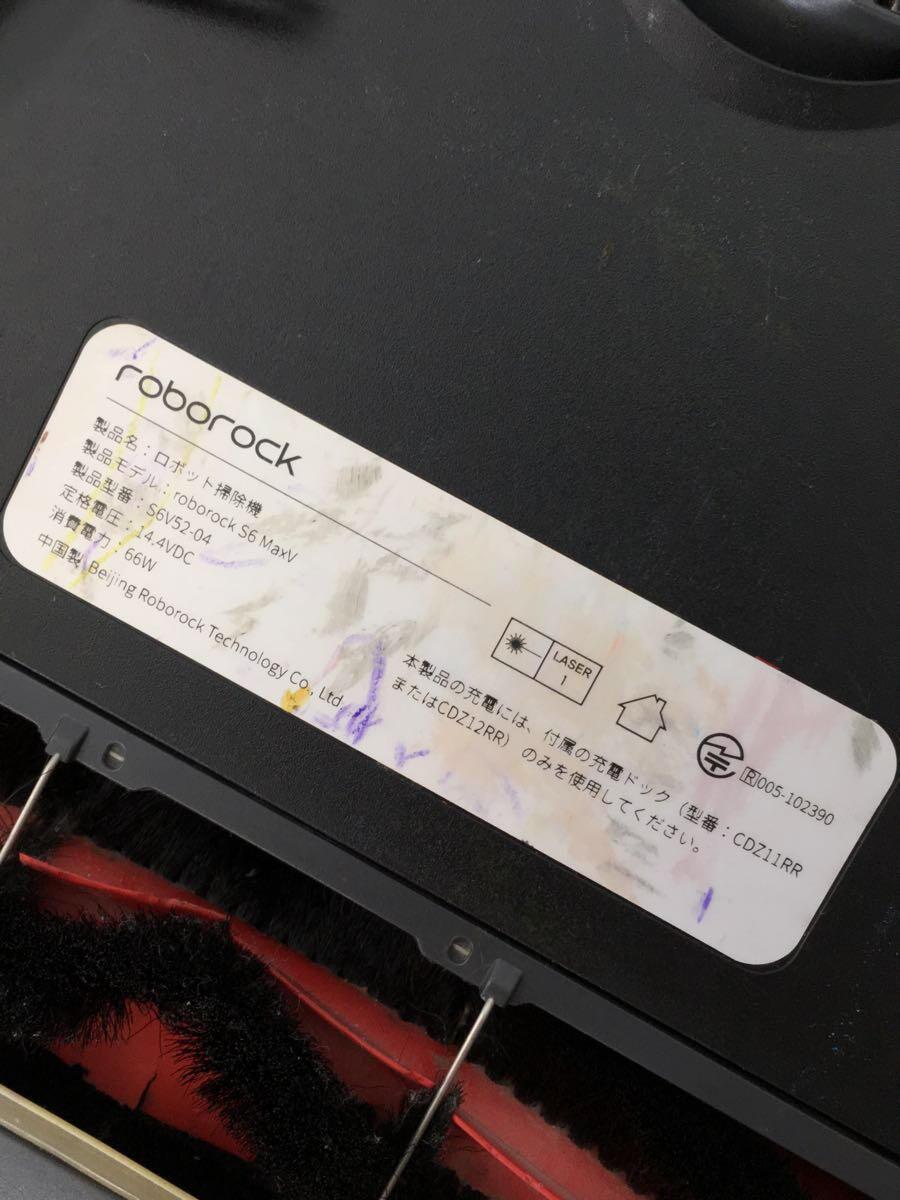 roborock
製品名：ロボット掃除機
製品モデル：roborock S6 MaxV
製品型番：S6V52-04
定格電圧：14.4VDC
消費電力：66W
中国製 Beijing Roborock Technology Co., Ltd.
LASER
1
R 005-102390
本製品の充電には、付属の充電ドック（型番：CDZ11RR
またはCDZ12RR）のみを使用してください。